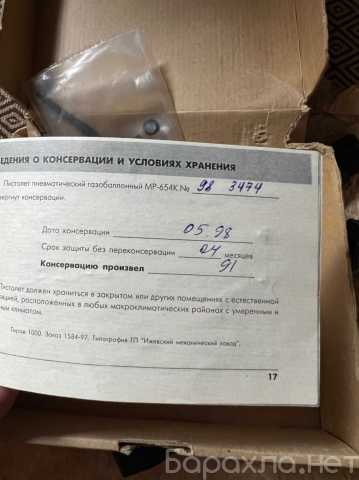 ЕДЕНИЯ О КОНСЕРВАЦИИ И УСЛОВИЯХ ХРАНЕНИЯ
Пистолет пневматический газобаллонный МР-654К № 98 3474
вергнут консервации.
Дата консервации 05.98
Срок защиты без переконсервации 24 месяцев
Консервацию произвел 91
Пистолет должен храниться в закрытом или других помещениях с естественной
яцией, расположенных в любых макроклиматических районах с умеренным и
ным климатом.
Тираж 1000. Заказ 1584-97. Типография ГП "Ижевский механический завод".
17
Барахла.нет